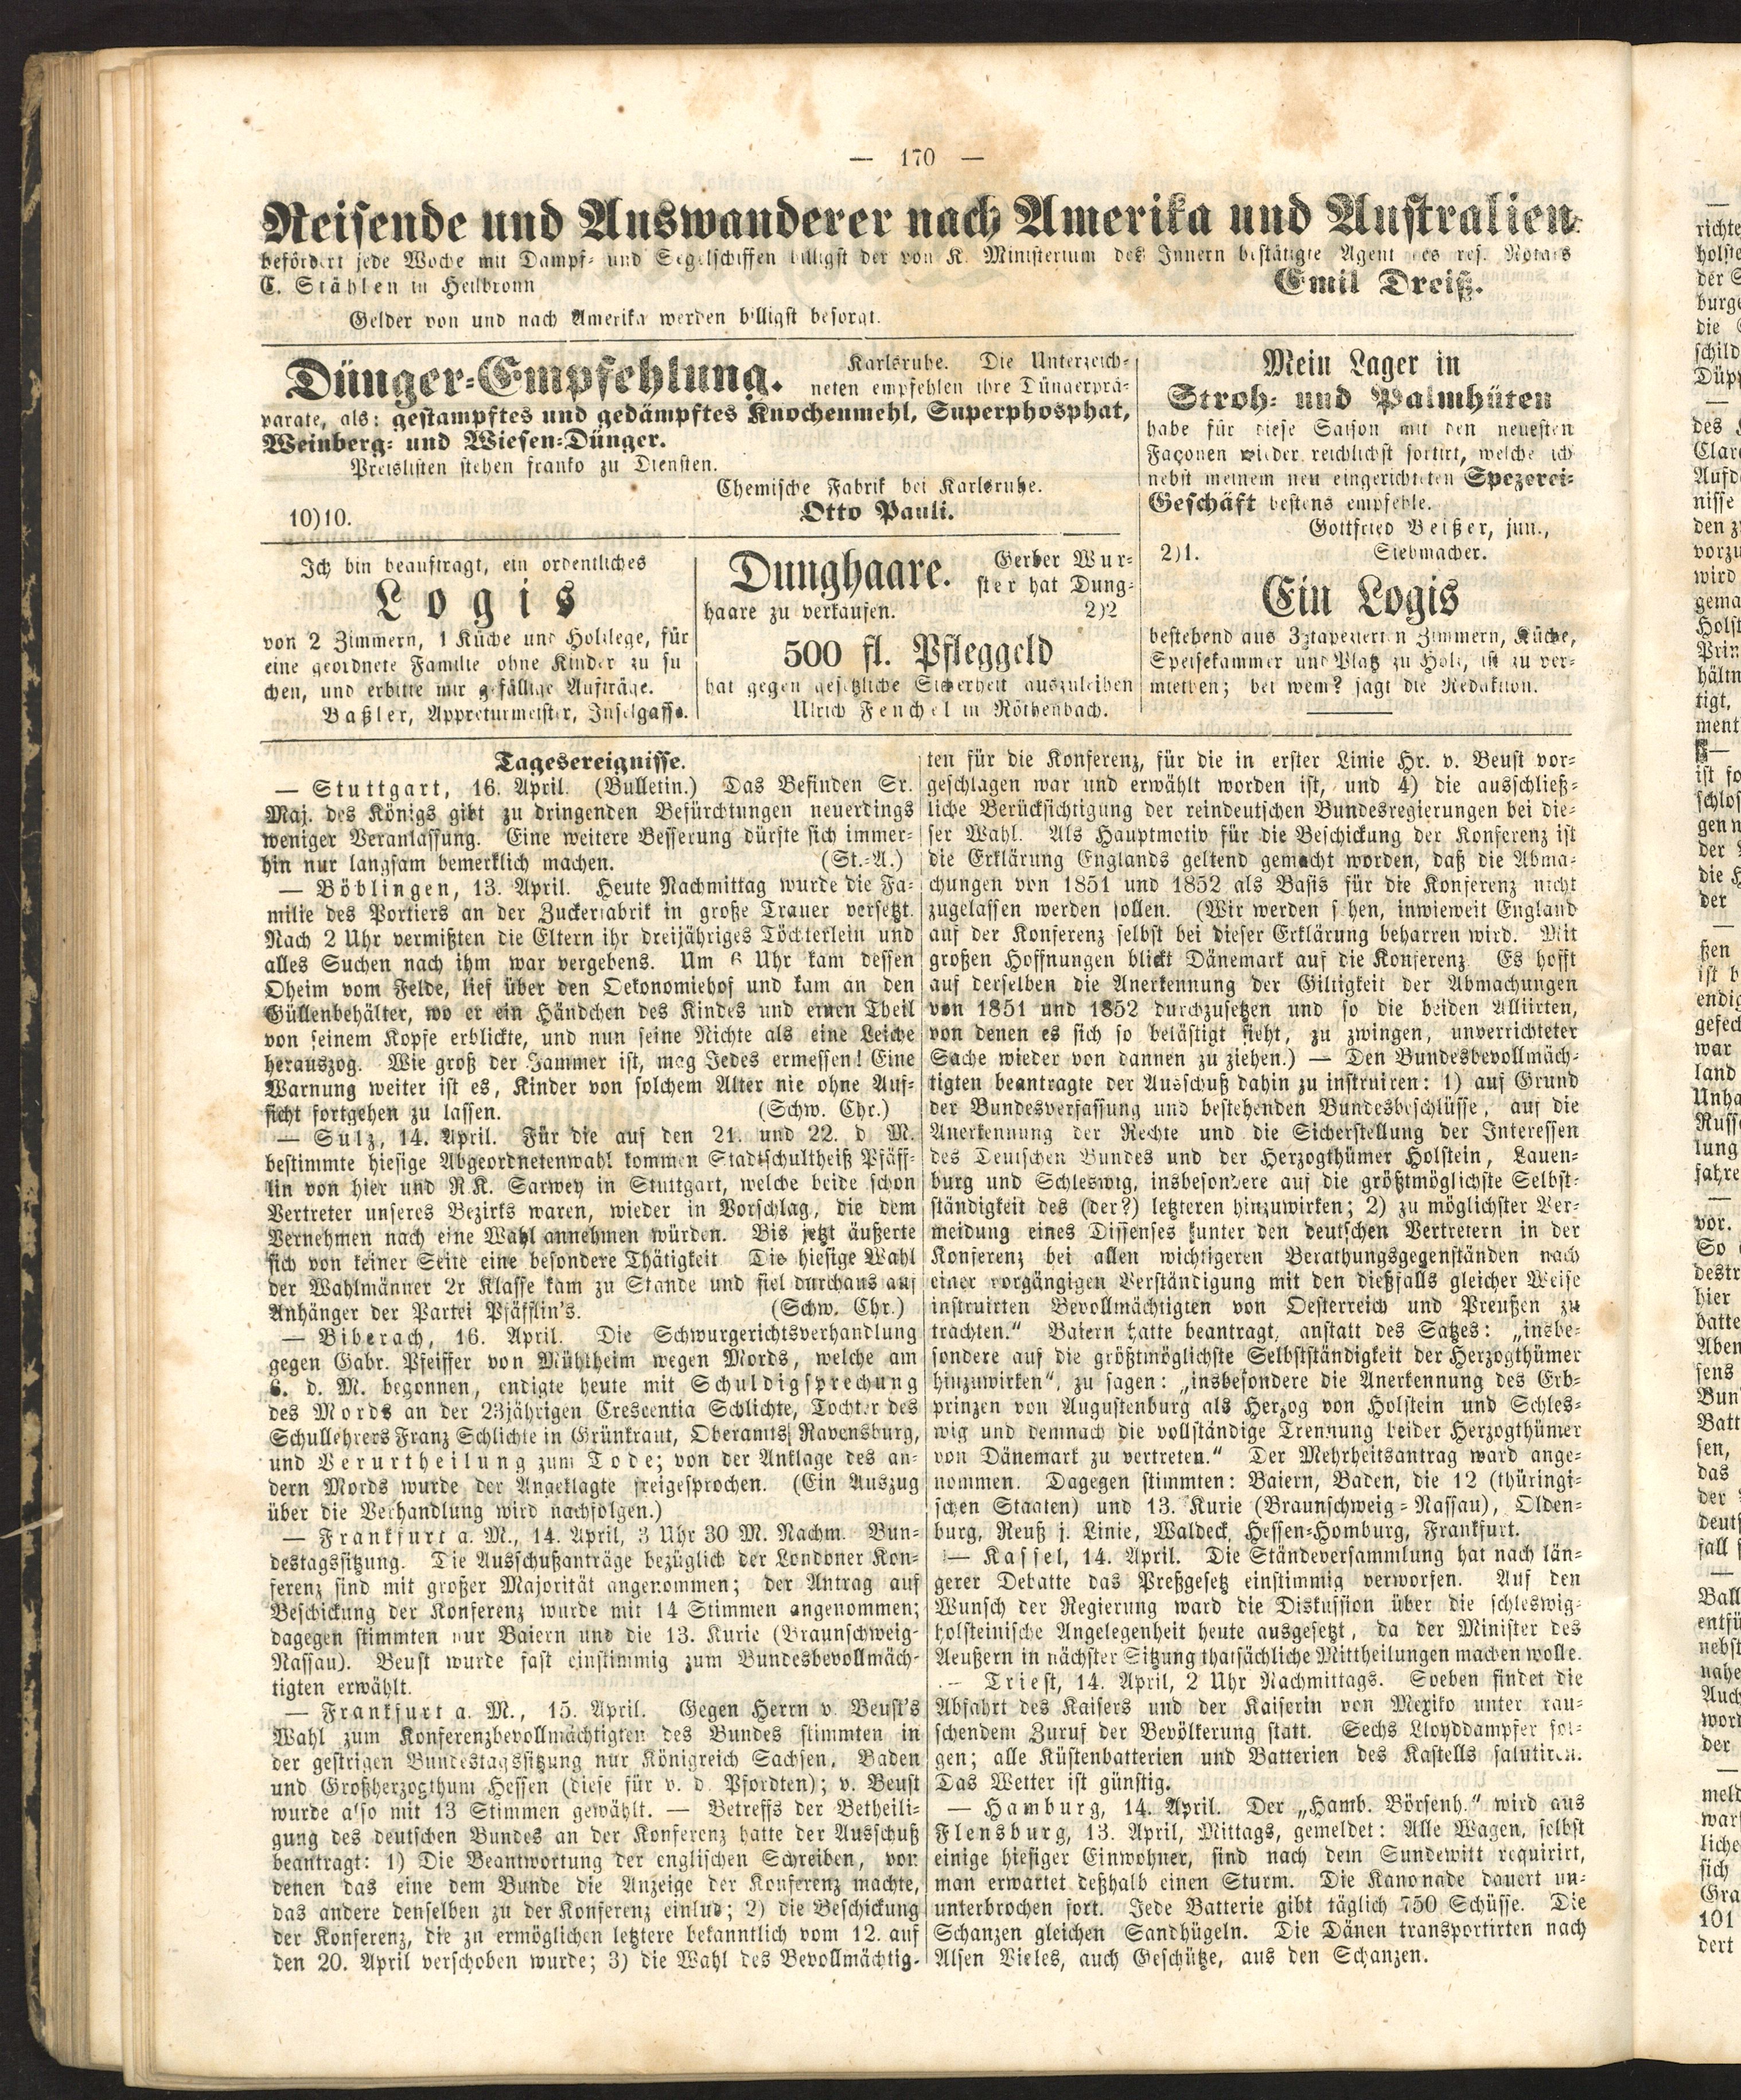 — 170 —
Reisende und Auswanderer nach Amerika und Australien
befördert jede Woche mit Dampf- und Segelschiffen billigst der von K. Ministerium des Innern bestätigte Agent des res. Notars
C. Stählen in Heilbronn
Emil Dreiß.
Gelder von und nach Amerika werden billigst besorgt.
Dünger-Empfehlung.
Karlsruhe. Die Unterzeich-
neten empfehlen ihre Düngerprä-
parate, als: gestampftes und gedämpftes Knochenmehl, Superphosphat,
Weinberg- und Wiesen-Dünger.
Preislisten stehen franko zu Diensten.
Chemische Fabrik bei Karlsruhe.
10)10.
Otto Pauli.
Mein Lager in
Stroh- und Palmhüten
habe für diese Saison mit den neuesten
Façonen wieder reichlichst sortirt, welche ich
nebst meinem neu eingerichteten Spezerei-
Geschäft bestens empfehle.
Gottfried Beißer, jun.,
2)1. Siebmacher.
Ich bin beauftragt, ein ordentliches
Logis
von 2 Zimmern, 1 Küche und Holzlege, für
eine geordnete Familie ohne Kinder zu su
chen, und erbitte mir gefällige Aufträge.
Baßler, Appreturmeister, Inselgasse.
Dunghaare.
Gerber Wur-
ster hat Dung-
haare zu verkaufen. 2)2
500 fl. Pfleggeld
hat gegen gesetzliche Sicherheit auszuleihen
Ulrich Fenchel in Röthenbach.
Ein Logis
bestehend aus 3 tapezierten Zimmern, Küche,
Speisekammer und Platz zu Holz, ist zu ver-
miethen; bei wem? sagt die Redaktion.
Tagesereignisse.
— Stuttgart, 16. April. (Bulletin.) Das Befinden Sr.
Maj. des Königs gibt zu dringenden Befürchtungen neuerdings
weniger Veranlassung. Eine weitere Besserung dürfte sich immer-
hin nur langsam bemerklich machen. (St.-A.)
— Böblingen, 13. April. Heute Nachmittag wurde die Fa-
milie des Portiers an der Zuckerfabrik in große Trauer versetzt.
Nach 2 Uhr vermißten die Eltern ihr dreijähriges Töchterlein und
alles Suchen nach ihm war vergebens. Um 6 Uhr kam dessen
Oheim vom Felde, lief über den Oekonomiehof und kam an den
Güllenbehälter, wo er ein Händchen des Kindes und einen Theil
von seinem Kopfe erblickte, und nun seine Nichte als eine Leiche
herauszog. Wie groß der Jammer ist, mag Jedes ermessen! Eine
Warnung weiter ist es, Kinder von solchem Alter nie ohne Auf-
sicht fortgehen zu lassen. (Schw. Chr.)
— Sulz, 14. April. Für die auf den 21. und 22. d. M.
bestimmte hiesige Abgeordnetenwahl kommen Stadtschultheiß Pfäff-
lin von hier und R.K. Sarwey in Stuttgart, welche beide schon
Vertreter unseres Bezirks waren, wieder in Vorschlag, die dem
Vernehmen nach eine Wahl annehmen würden. Bis jetzt äußerte
sich von keiner Seite eine besondere Thätigkeit Die hiesige Wahl
der Wahlmänner 2r Klasse kam zu Stande und fiel durchaus auf
Anhänger der Partei Pfäfflin's. (Schw. Chr.)
— Biberach, 16. April. Die Schwurgerichtsverhandlung
gegen Gabr. Pfeiffer von Mühlheim wegen Mords, welche am
6. d. M. begonnen, endigte heute mit Schuldigsprechung
des Mords an der 23jährigen Crescentia Schlichte, Tochter des
Schullehrers Franz Schlichte in Grünkraut, Oberamts Ravensburg,
und Verurtheilung zum Tode; von der Anklage des an-
dern Mords wurde der Angeklagte freigesprochen. (Ein Auszug
über die Verhandlung wird nachfolgen.)
— Frankfurt a. M., 14. April, 3 Uhr 30 M. Nachm. Bun-
destagssitzung. Die Ausschußanträge bezüglich der Londoner Kon-
ferenz sind mit großer Majorität angenommen; der Antrag auf
Beschickung der Konferenz wurde mit 14 Stimmen angenommen;
dagegen stimmten nur Baiern und die 13. Kurie (Braunschweig-
Nassau). Beust wurde fast einstimmig zum Bundesbevollmäch-
tigten erwählt.
— Frankfurt a. M., 15. April. Gegen Herrn v. Beust's
Wahl zum Konferenzbevollmächtigten des Bundes stimmten in
der gestrigen Bundestagssitzung nur Königreich Sachsen, Baden
und Großherzogthum Hessen (diese für v. d. Pfordten); v. Beust
wurde also mit 13 Stimmen gewählt. — Betreffs der Betheili-
gung des deutschen Bundes an der Konferenz hatte der Ausschuß
beantragt: 1) Die Beantwortung der englischen Schreiben, von
denen das eine dem Bunde die Anzeige der Konferenz machte,
das andere denselben zu der Konferenz einlud; 2) die Beschickung
der Konferenz, die zu ermöglichen letztere bekanntlich vom 12. auf
den 20. April verschoben wurde; 3) die Wahl des Bevollmächtig-
ten für die Konferenz, für die in erster Linie Hr. v. Beust vor-
geschlagen war und erwählt worden ist, und 4) die ausschließ-
liche Berücksichtigung der reindeutschen Bundesregierungen bei die-
ser Wahl. Als Hauptmotiv für die Beschickung der Konferenz ist
die Erklärung Englands geltend gemacht worden, daß die Abma-
chungen von 1851 und 1852 als Basis für die Konferenz nicht
zugelassen werden sollen. (Wir werden sehen, inwieweit England
auf der Konferenz selbst bei dieser Erklärung beharren wird. Mit
großen Hoffnungen blickt Dänemark auf die Konferenz. Es hofft
auf derselben die Anerkennung der Giltigkeit der Abmachungen
von 1851 und 1852 durchzusetzen und so die beiden Alliirten,
von denen es sich so belästigt sieht, zu zwingen, unverrichteter
Sache wieder von dannen zu ziehen.) — Den Bundesbevollmäch-
tigten beantragte der Ausschuß dahin zu instruiren: 1) auf Grund
der Bundesverfassung und bestehenden Bundesbeschlüsse, auf die
Anerkennung der Rechte und die Sicherstellung der Interessen
des Deutschen Bundes und der Herzogthümer Holstein, Lauen-
burg und Schleswig, insbesondere auf die größtmöglichste Selbst-
ständigkeit des (der?) letzteren hinzuwirken; 2) zu möglichster Ver-
meidung eines Dissenses unter den deutschen Vertretern in der
Konferenz bei allen wichtigeren Berathungsgegenständen nach
einer vorgängigen Verständigung mit den dießfalls gleicher Weise
instruirten Bevollmächtigten von Oesterreich und Preußen zu
trachten." Baiern hatte beantragt, anstatt des Satzes: „insbe-
sondere auf die größtmöglichste Selbstständigkeit der Herzogthümer
hinzuwirken", zu sagen: „insbesondere die Anerkennung des Erb-
prinzen von Augustenburg als Herzog von Holstein und Schles-
wig und demnach die vollständige Trennung beider Herzogthümer
von Dänemark zu vertreten." Der Mehrheitsantrag ward ange-
nommen. Dagegen stimmten: Baiern, Baden, die 12 (thüringi-
schen Staaten) und 13. Kurie (Braunschweig-Nassau), Olden-
burg, Reuß j. Linie, Waldeck, Hessen-Homburg, Frankfurt.
— Kassel, 14. April. Die Ständeversammlung hat nach län-
gerer Debatte das Preßgesetz einstimmig verworfen. Auf den
Wunsch der Regierung ward die Diskussion über die schleswig-
holsteinische Angelegenheit heute ausgesetzt, da der Minister des
Aeußern in nächster Sitzung thatsächliche Mittheilungen machen wolle.
— Triest, 14. April, 2 Uhr Nachmittags. Soeben findet die
Abfahrt des Kaisers und der Kaiserin von Mexiko unter rau-
schendem Zuruf der Bevölkerung statt. Sechs Lloyddampfer fol-
gen; alle Küstenbatterien und Batterien des Kastells salutiren.
Das Wetter ist günstig.
— Hamburg, 14. April. Der „Hamb. Börsenh." wird aus
Flensburg, 13. April, Mittags, gemeldet: Alle Wagen, selbst
einige hiesiger Einwohner, sind nach dem Sundewitt requirirt,
man erwartet deßhalb einen Sturm. Die Kanonade dauert un-
unterbrochen fort. Jede Batterie gibt täglich 750 Schüsse. Die
Schanzen gleichen Sandhügeln. Die Dänen transportirten nach
Alsen Vieles, auch Geschütze, aus den Schanzen.